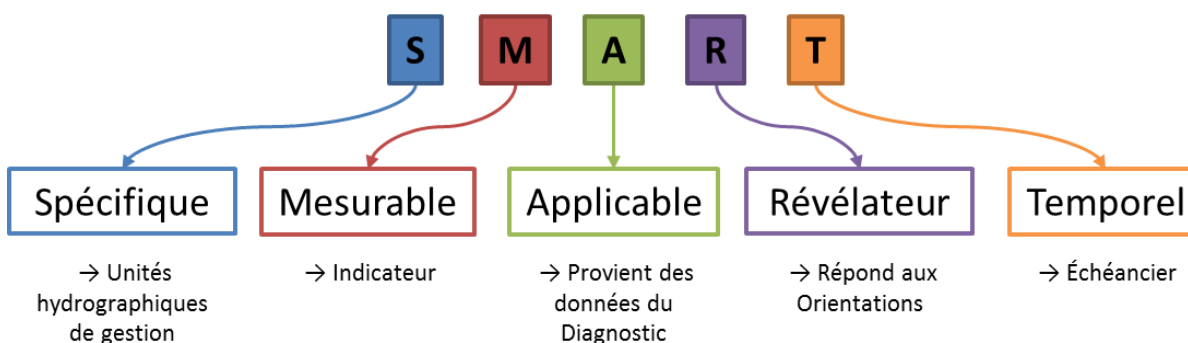 S M A R T
Spécifique Mesurable Applicable Révélateur Temporel
→ Unités
hydrographiques
de gestion
→ Indicateur
→ Provient des
données du
Diagnostic
→ Répond aux
Orientations
→ Échéancier